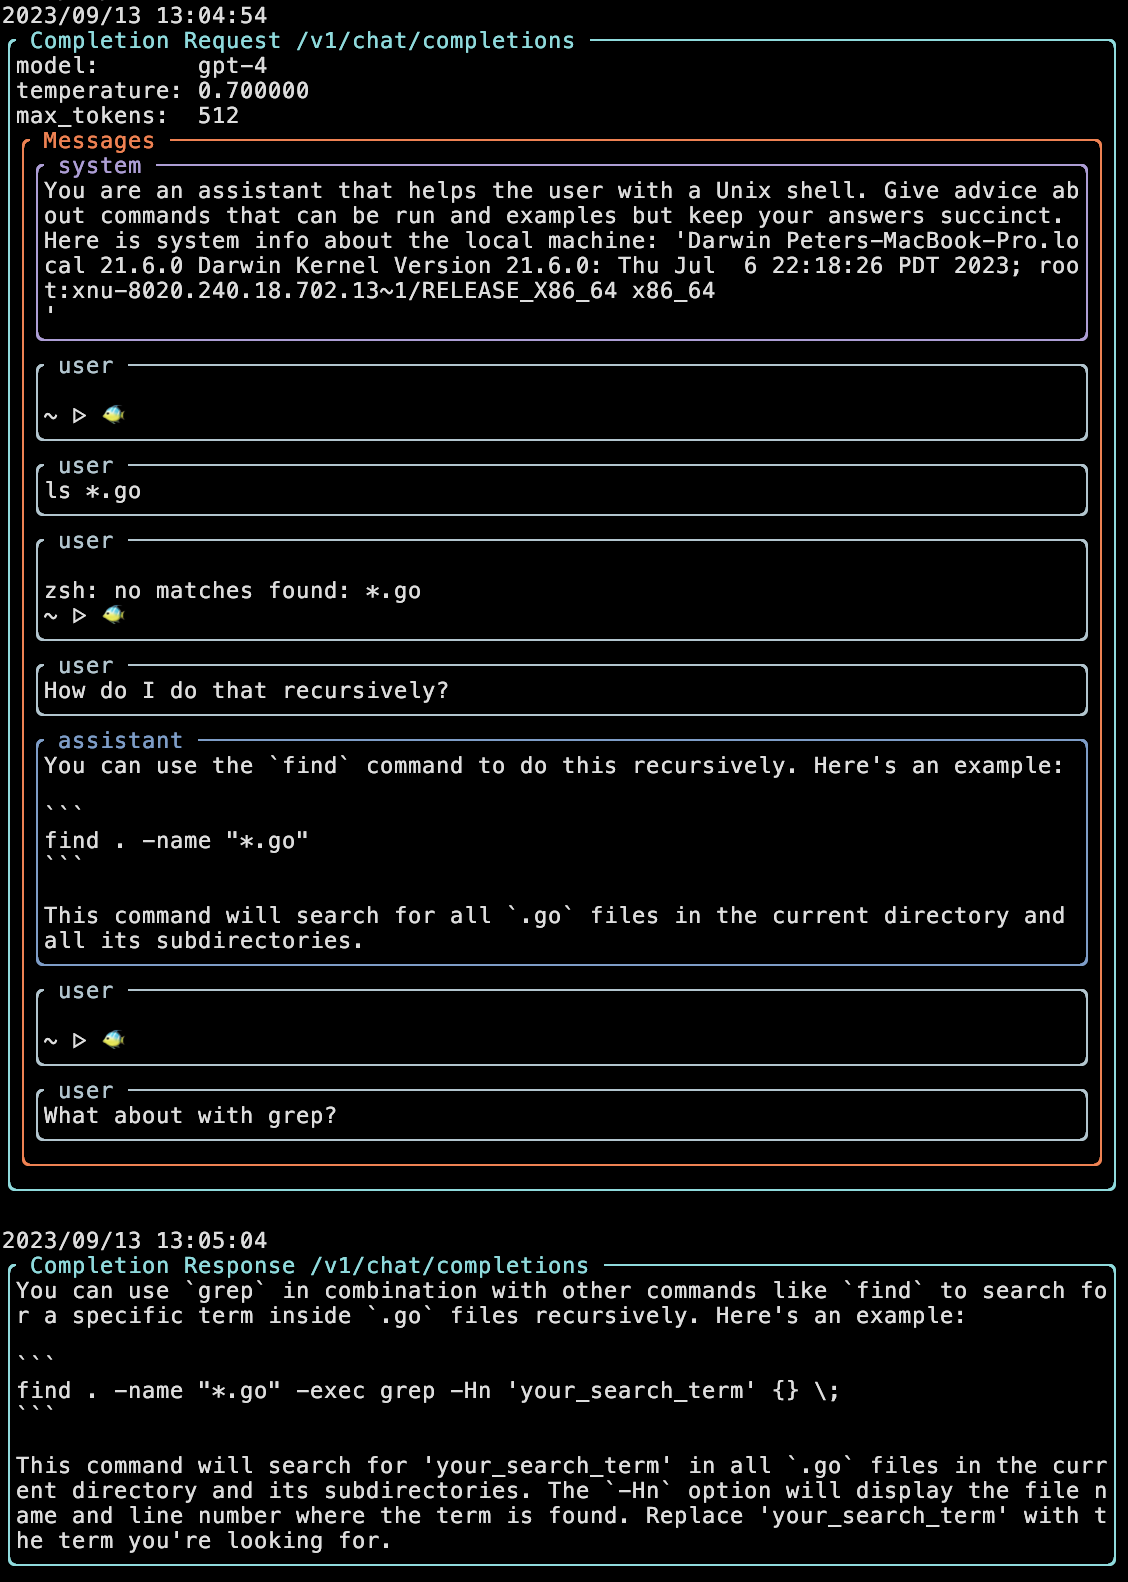 2023/09/13 13:04:54
Completion Request /v1/chat/completions
model:       gpt-4
temperature: 0.700000
max_tokens:  512
Messages
system
You are an assistant that helps the user with a Unix shell. Give advice ab
out commands that can be run and examples but keep your answers succinct.
Here is system info about the local machine: 'Darwin Peters-MacBook-Pro.lo
cal 21.6.0 Darwin Kernel Version 21.6.0: Thu Jul  6 22:18:26 PDT 2023; roo
t:xnu-8020.240.18.702.13~1/RELEASE_X86_64 x86_64
'
user
~ ▷ 🐠
user
ls *.go
user
zsh: no matches found: *.go
~ ▷ 🐠
user
How do I do that recursively?
assistant
You can use the `find` command to do this recursively. Here's an example:
```
find . -name "*.go"
```
This command will search for all `.go` files in the current directory and
all its subdirectories.
user
~ ▷ 🐠
user
What about with grep?
2023/09/13 13:05:04
Completion Response /v1/chat/completions
You can use `grep` in combination with other commands like `find` to search fo
r a specific term inside `.go` files recursively. Here's an example:
```
find . -name "*.go" -exec grep -Hn 'your_search_term' {} \;
```
This command will search for 'your_search_term' in all `.go` files in the curr
ent directory and its subdirectories. The `-Hn` option will display the file n
ame and line number where the term is found. Replace 'your_search_term' with t
he term you're looking for.